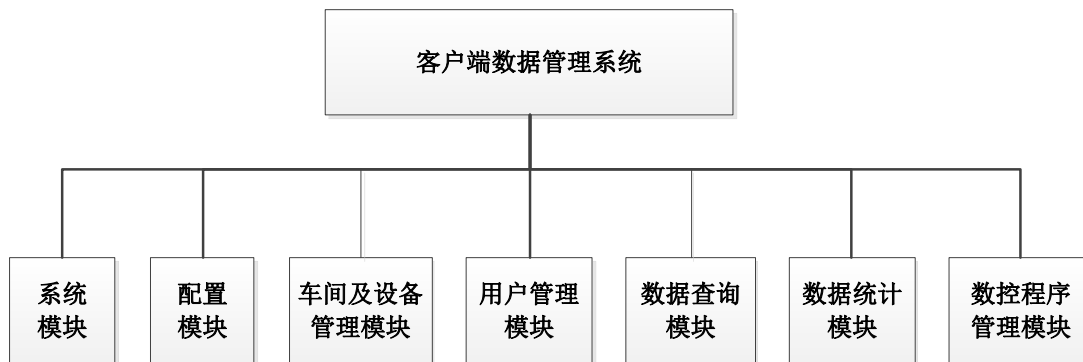 客户端数据管理系统
系统
模块
配置
模块
车间及设备
管理模块
用户管理
模块
数据查询
模块
数据统计
模块
数控程序
管理模块